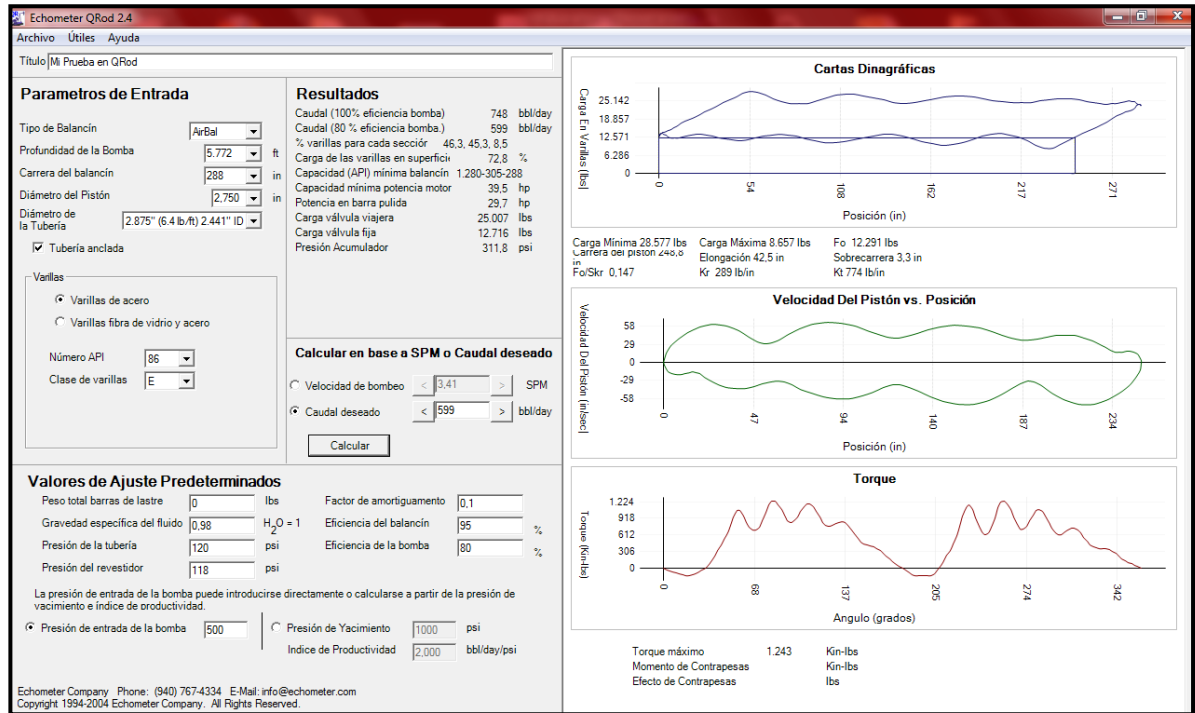 Echometer QRod 2.4
Archivo Útiles Ayuda
Título Mi Prueba en QRod
Parametros de Entrada
Tipo de Balancín AirBal
Profundidad de la Bomba 5.772 ft
Carrera del balancín 288 in
Diámetro del Pistón 2,750 in
Diámetro de
la Tubería 2.875" (6.4 lb/ft) 2.441" ID
Tubería anclada
Varillas
Varillas de acero
Varillas fibra de vidrio y acero
Número API 86
Clase de varillas E
Resultados
Caudal (100% eficiencia bomba) 748 bbl/day
Caudal (80 % eficiencia bomba.) 599 bbl/day
% varillas para cada secciór 46,3, 45,3, 8,5
Carga de las varillas en superficie 72,8 %
Capacidad (API) mínima balancín 1.280-305-288
Capacidad mínima potencia motor 39,5 hp
Potencia en barra pulida 29,7 hp
Carga válvula viajera 25.007 lbs
Carga válvula fija 12.716 lbs
Presión Acumulador 311,8 psi
Calcular en base a SPM o Caudal deseado
Velocidad de bombeo < 3,41 > SPM
Caudal deseado < 599 > bbl/day
Calcular
Valores de Ajuste Predeterminados
Peso total barras de lastre 0 lbs
Factor de amortiguamento 0,1
Gravedad específica del fluido 0,98 H2O = 1
Eficiencia del balancín 95 %
Presión de la tubería 120 psi
Eficiencia de la bomba 80 %
Presión del revestidor 118 psi
La presión de entrada de la bomba puede introducirse directamente o calcularse a partir de la presión de
yacimiento e índice de productividad.
Presión de entrada de la bomba 500
Presión de Yacimiento 1000 psi
Indice de Productividad 2,000 bbl/day/psi
Echometer Company Phone: (940) 767-4334 E-Mail: info@echometer.com
Copyright 1994-2004 Echometer Company. All Rights Reserved.
Cartas Dinagráficas
Carga En Varillas (lbs)
25.142
18.857
12.571
6.286
0
0 54 108 162 217 271
Posición (in)
Carga Mínima 28.577 lbs Carga Máxima 8.657 lbs Fo 12.291 lbs
Carrera del pistón 248,8 in Elongación 42,5 in Sobrecarrera 3,3 in
Fo/Skr 0,147 Kr 289 lb/in Kt 774 lb/in
Velocidad Del Pistón vs. Posición
Velocidad Del Pistón (in/sec)
58
29
0
-29
-58
0 47 94 140 187 234
Posición (in)
Torque
Torque (Kin-lbs)
1.224
918
612
306
0
0 68 137 205 274 342
Angulo (grados)
Torque máximo 1.243 Kin-lbs
Momento de Contrapesas Kin-lbs
Efecto de Contrapesas lbs